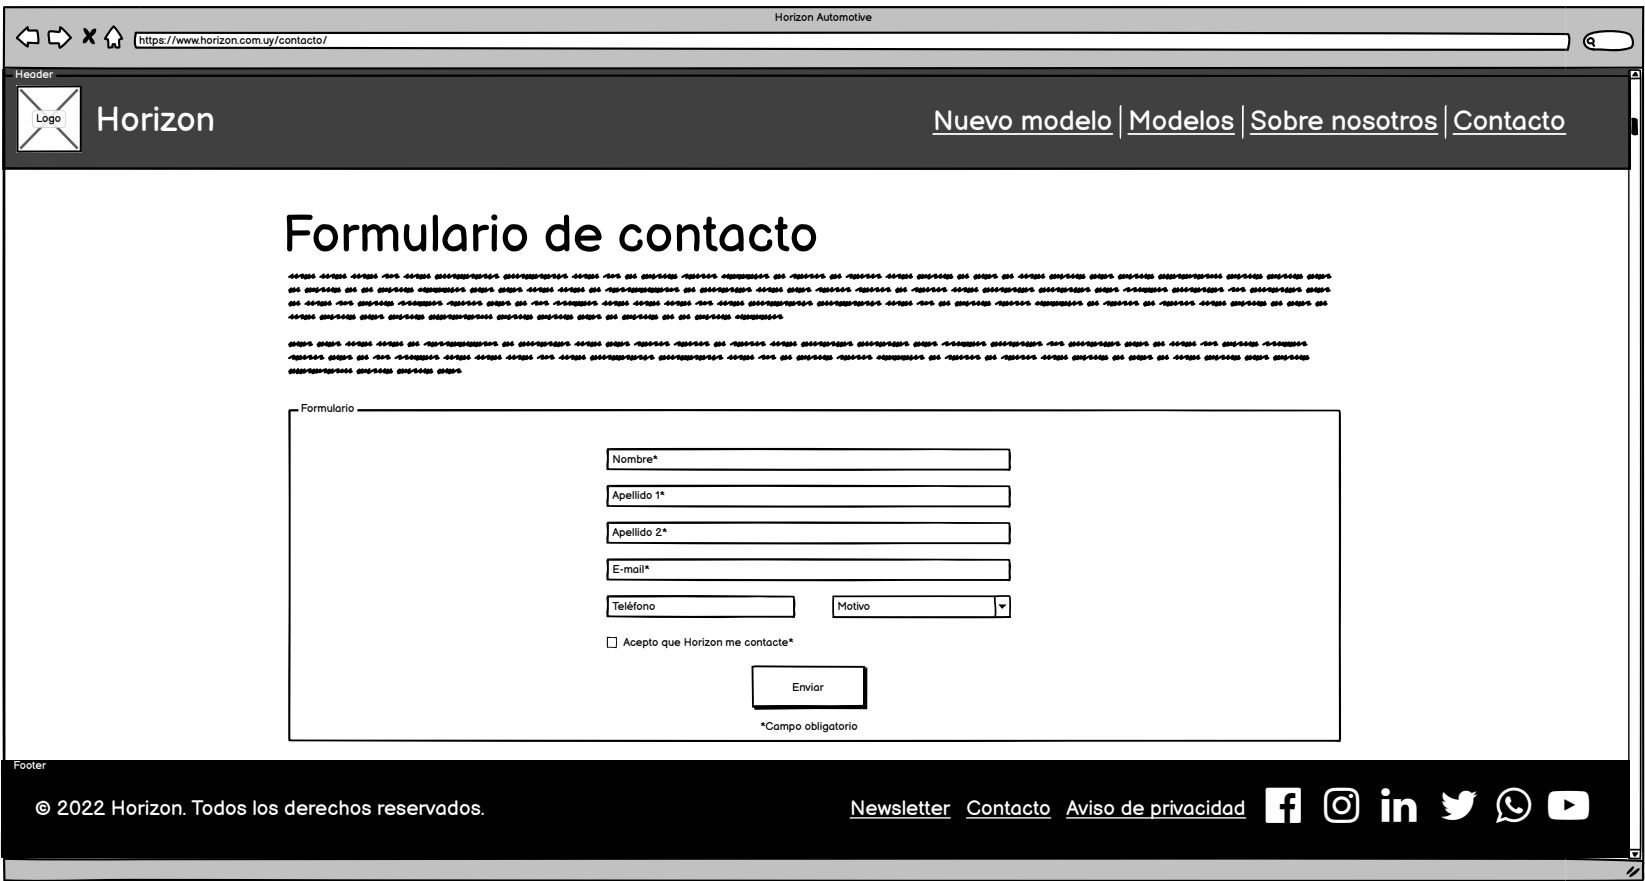 Horizon Automotive
https://www.horizon.com.uy/contacto/
Header
Logo
Horizon
Nuevo modelo | Modelos | Sobre nosotros | Contacto
Formulario de contacto
Formulario
Nombre*
Apellido 1*
Apellido 2*
E-mail*
Teléfono
Motivo
Acepto que Horizon me contacte*
Enviar
*Campo obligatorio
Footer
© 2022 Horizon. Todos los derechos reservados.
Newsletter Contacto Aviso de privacidad